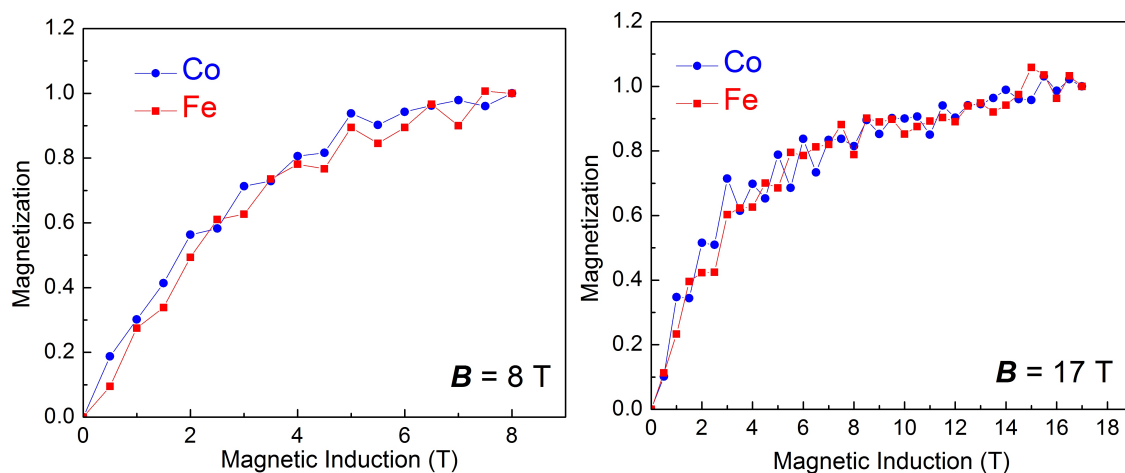 1.2
1.0
0.8
0.6
0.4
0.2
0.0
Magnetization
Co
Fe
B = 8 T
0 2 4 6 8
Magnetic Induction (T)
1.2
1.0
0.8
0.6
0.4
0.2
0.0
Magnetization
Co
Fe
B = 17 T
0 2 4 6 8 10 12 14 16 18
Magnetic Induction (T)